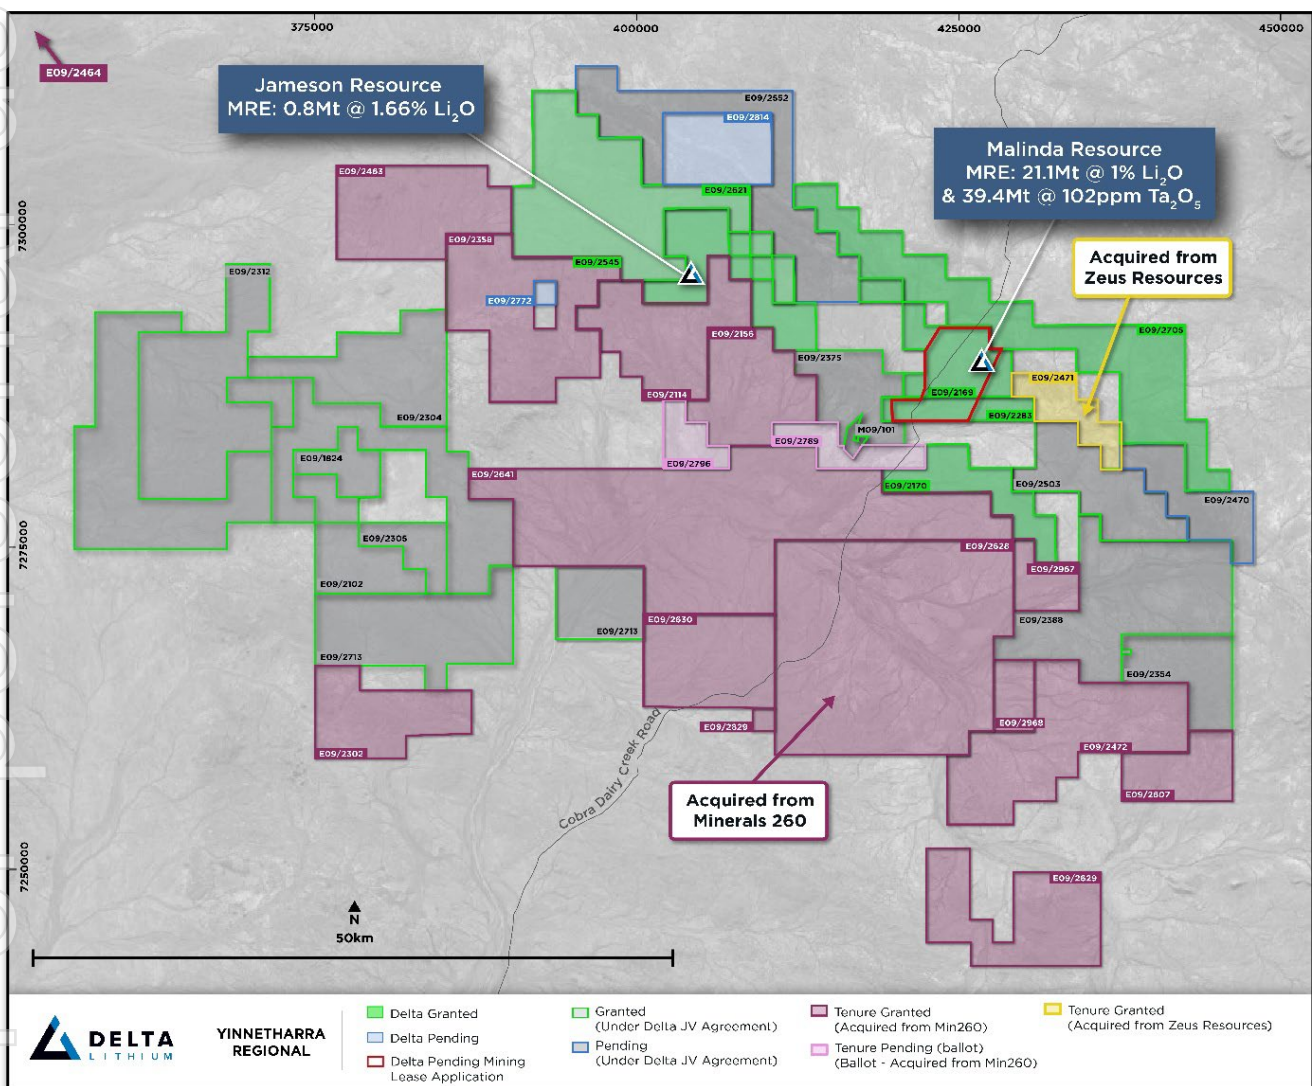 375000
400000
425000
450000
E09/2464
Jameson Resource
MRE: 0.8Mt @ 1.66% Li₂O
E09/2552
E09/2814
Malinda Resource
MRE: 21.1Mt @ 1% Li₂O
& 39.4Mt @ 102ppm Ta₂O₅
E09/2463
E09/2621
7300000
E09/2358
Acquired from
Zeus Resources
E09/2545
E09/2312
E09/2772
E09/2156
E09/2705
E09/2375
E09/2471
E09/2114
E09/2169
E09/2304
E09/2283
M09/101
E09/2789
E09/1824
E09/2796
E09/2641
E09/2170
E09/2503
E09/2470
7275000
E09/2305
E09/2628
E09/2967
E09/2102
E09/2630
E09/2388
E09/2713
E09/2713
E09/2354
E09/2829
E09/2968
E09/2302
E09/2472
Cobra Dairy Creek Road
E09/2607
Acquired from
Minerals 260
7250000
E09/2629
N
50km
DELTA
LITHIUM
YINNETHARRA
REGIONAL
Delta Granted
Delta Pending
Delta Pending Mining
Lease Application
Granted
(Under Delta JV Agreement)
Pending
(Under Delta JV Agreement)
Tenure Granted
(Acquired from Min260)
Tenure Pending (ballot)
(Ballot - Acquired from Min260)
Tenure Granted
(Acquired from Zeus Resources)